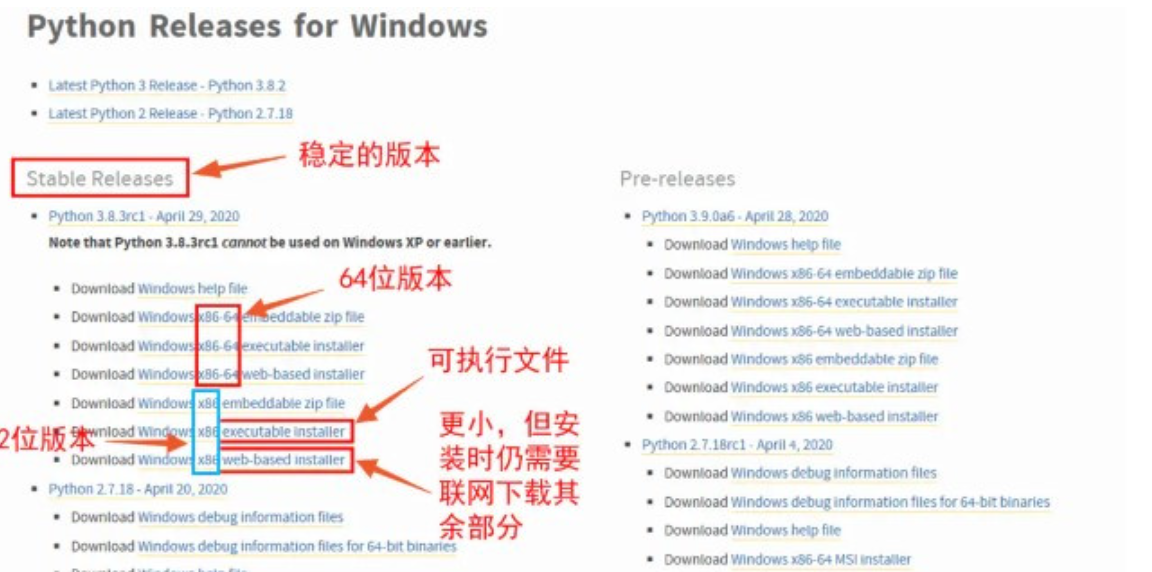 Python Releases for Windows
Latest Python 3 Release - Python 3.8.2
Latest Python 2 Release - Python 2.7.18
稳定的版本
Stable Releases
Python 3.8.3rc1 - April 29, 2020
Note that Python 3.8.3rc1 cannot be used on Windows XP or earlier.
64位版本
Download Windows help file
Download Windows x86-64 embeddable zip file
Download Windows x86-64 executable installer
Download Windows x86-64 web-based installer
可执行文件
Download Windows x86 embeddable zip file
Download Windows x86 executable installer
2位版本
Download Windows x86 web-based installer
更小，但安
装时仍需要
联网下载其
余部分
Python 2.7.18 - April 20, 2020
Download Windows debug information files
Download Windows debug information files for 64-bit binaries
Download Windows help file
Pre-releases
Python 3.9.0a6 - April 28, 2020
Download Windows help file
Download Windows x86-64 embeddable zip file
Download Windows x86-64 executable installer
Download Windows x86-64 web-based installer
Download Windows x86 embeddable zip file
Download Windows x86 executable installer
Download Windows x86 web-based installer
Python 2.7.18rc1 - April 4, 2020
Download Windows debug information files
Download Windows debug information files for 64-bit binaries
Download Windows help file
Download Windows x86-64 MSI installer